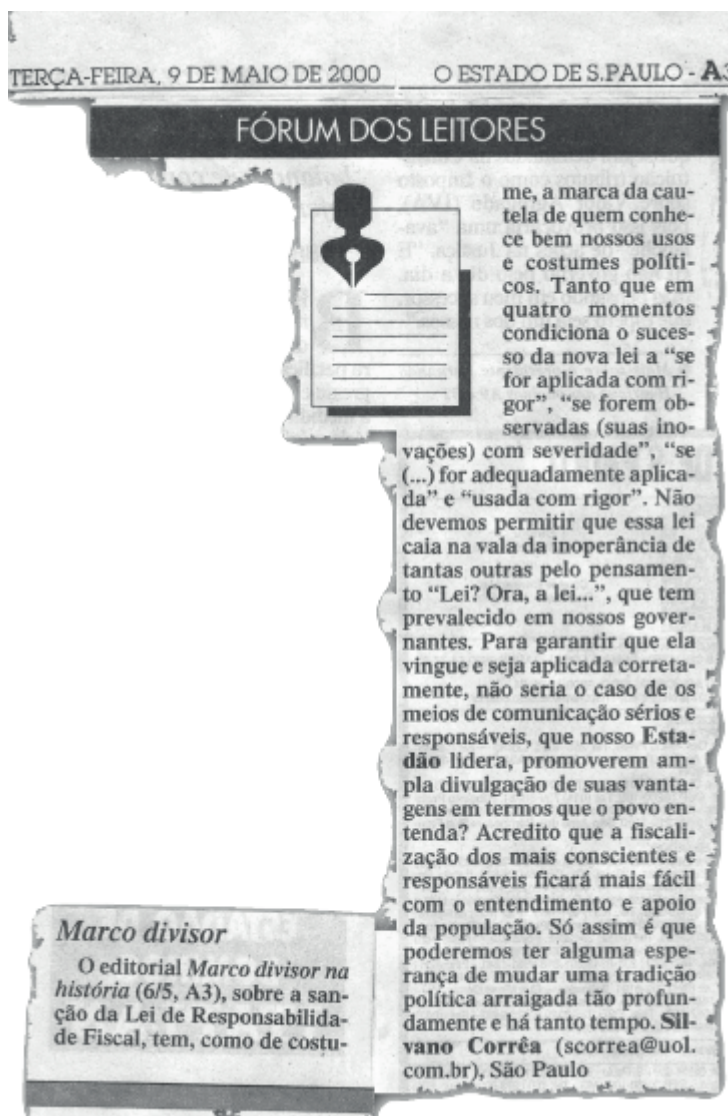 TERÇA-FEIRA, 9 DE MAIO DE 2000
O ESTADO DE S.PAULO - A3
FÓRUM DOS LEITORES
Marco divisor
O editorial Marco divisor na
história (6/5, A3), sobre a san-
ção da Lei de Responsabilida-
de Fiscal, tem, como de costu-
me, a marca da cau-
tela de quem conhe-
ce bem nossos usos
e costumes políti-
cos. Tanto que em
quatro momentos
condiciona o suces-
so da nova lei a “se
for aplicada com ri-
gor”, “se forem ob-
servadas (suas ino-
vações) com severidade”, “se
(...) for adequadamente aplica-
da” e “usada com rigor”. Não
devemos permitir que essa lei
caia na vala da inoperância de
tantas outras pelo pensamen-
to “Lei? Ora, a lei...”, que tem
prevalecido em nossos gover-
nantes. Para garantir que ela
vingue e seja aplicada correta-
mente, não seria o caso de os
meios de comunicação sérios e
responsáveis, que nosso Esta-
dão lidera, promoverem am-
pla divulgação de suas vanta-
gens em termos que o povo en-
tenda? Acredito que a fiscali-
zação dos mais conscientes e
responsáveis ficará mais fácil
com o entendimento e apoio
da população. Só assim é que
poderemos ter alguma espe-
rança de mudar uma tradição
política arraigada tão profun-
damente e há tanto tempo. Sil-
vano Corrêa (scorrea@uol.
com.br), São Paulo